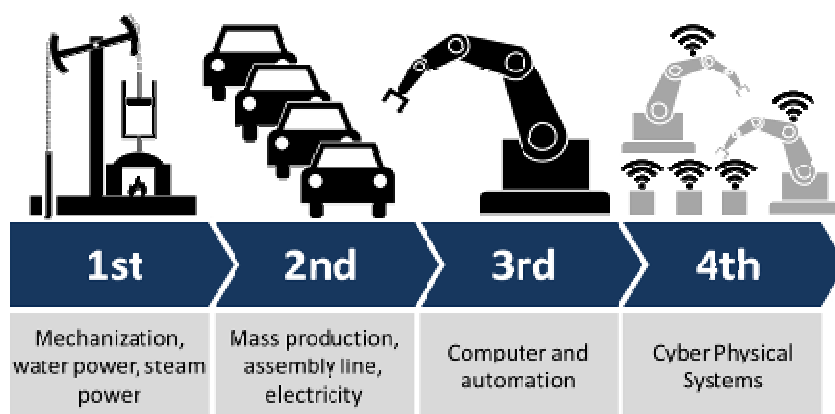 1st
2nd
3rd
4th
Mechanization,
water power, steam
power
Mass production,
assembly line,
electricity
Computer and
automation
Cyber Physical
Systems